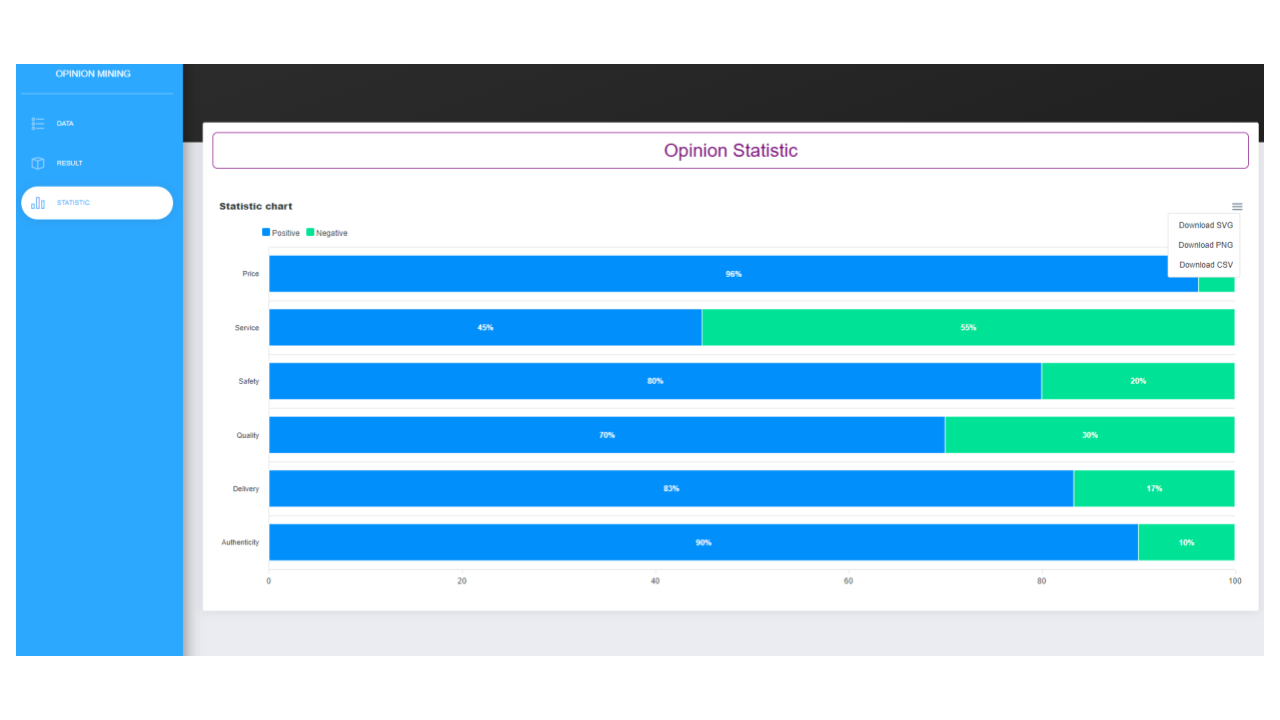 OPINION MINING
DATA
RESULT
STATISTIC
Opinion Statistic
Statistic chart
Positive Negative
Download SVG
Download PNG
Download CSV
Price 96%
Service 45% 55%
Safety 80% 20%
Quality 70% 30%
Delivery 83% 17%
Authenticity 90% 10%
0 20 40 60 80 100